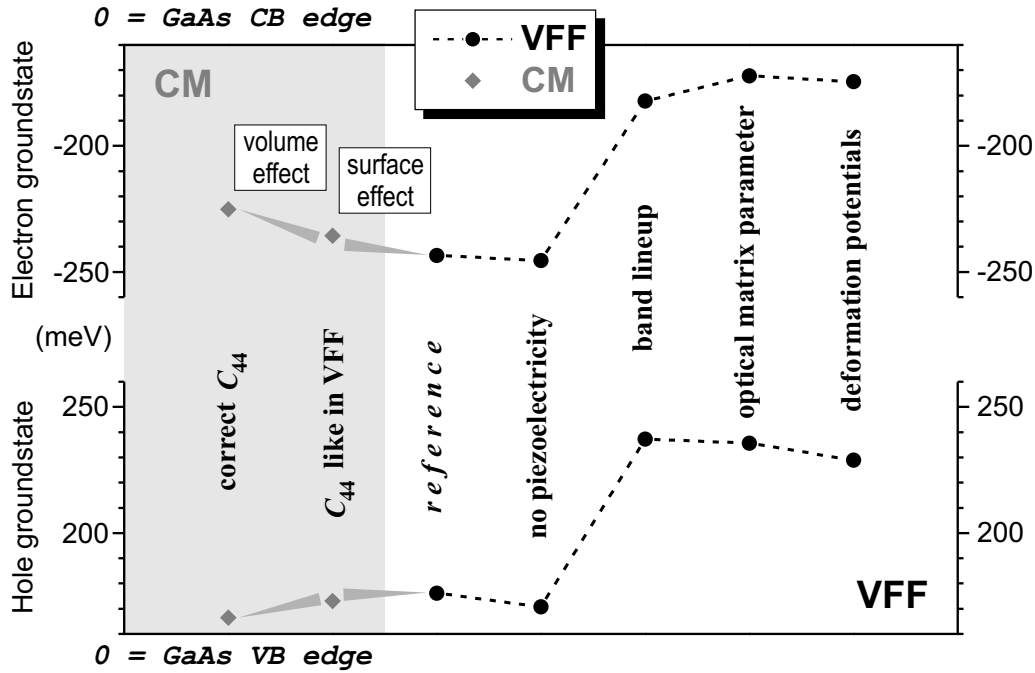 0 = GaAs CB edge
VFF
CM
CM
volume
effect
surface
effect
Electron groundstate
-200
-250
-200
-250
(meV)
Hole groundstate
250
200
250
200
correct C44
C44 like in VFF
reference
no piezoelectricity
band lineup
optical matrix parameter
deformation potentials
VFF
0 = GaAs VB edge